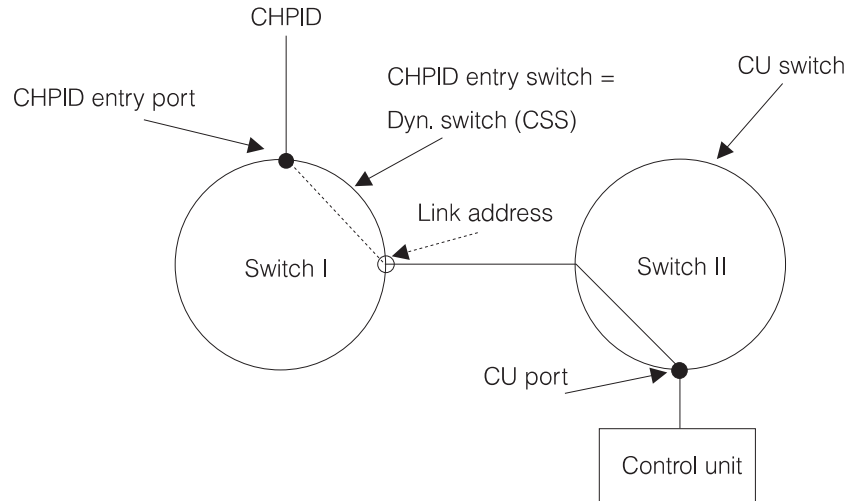 CHPID
CHPID entry port
CHPID entry switch =
Dyn. switch (CSS)
CU switch
Link address
Switch I
Switch II
CU port
Control unit